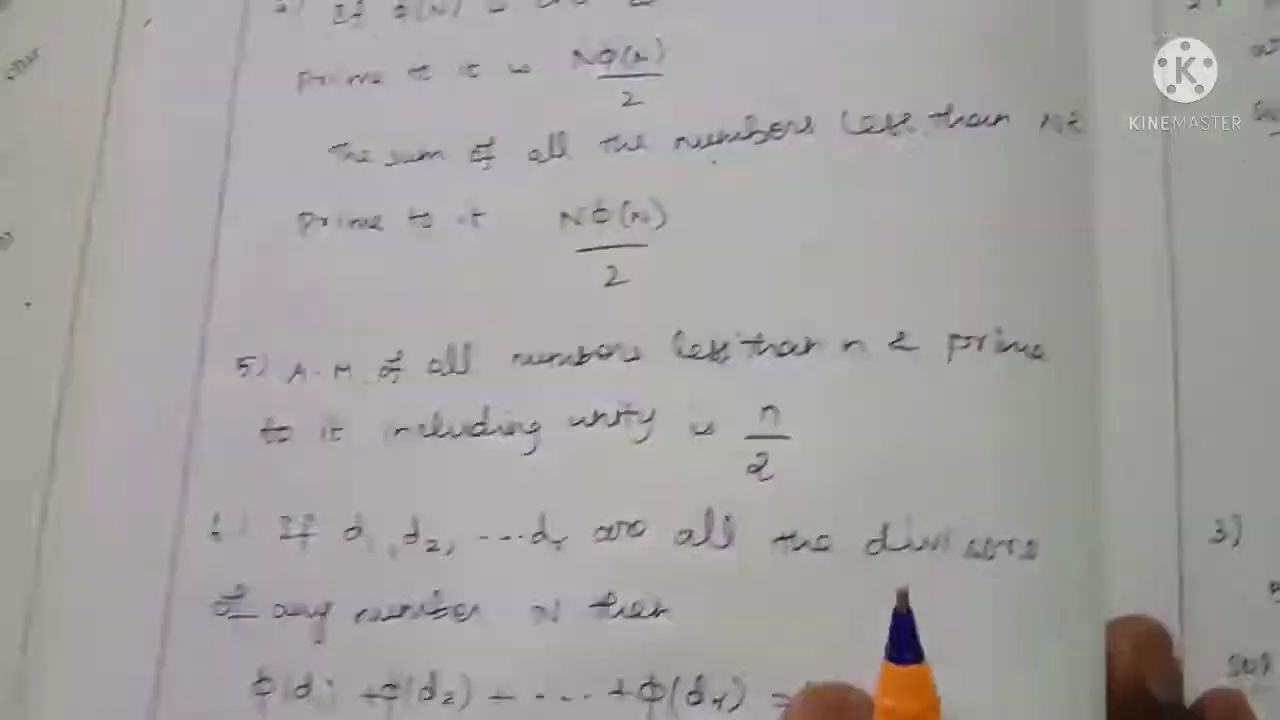 If φ(N) is
Prime to it is Nφ(N)/2
The sum of all the numbers less than N &
Prime to it Nφ(N)/2
5) A.M of all numbers less than n & prime
to it including unity is n/2
If d1, d2, ...dr are all the divisors
of any number N then
φ(d1) + φ(d2) + .... + φ(dr) =
3)
KINEMASTER